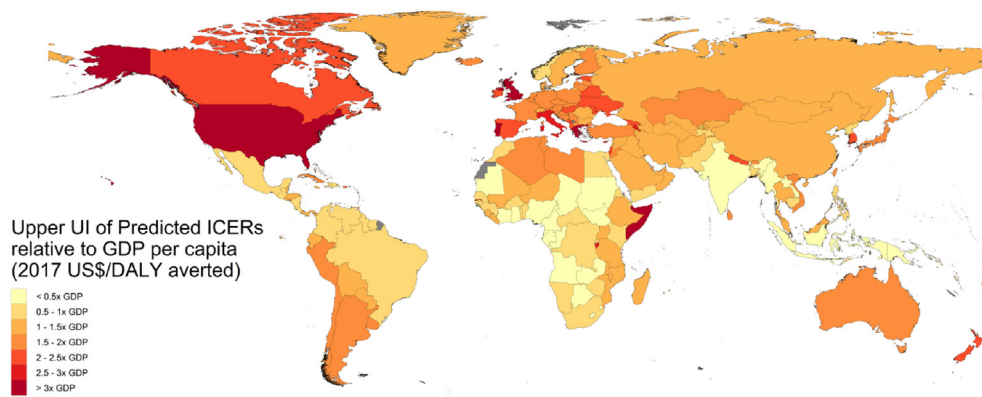 Upper UI of Predicted ICERs
relative to GDP per capita
(2017 US$/DALY averted)
< 0.5x GDP
0.5 - 1x GDP
1 - 1.5x GDP
1.5 - 2x GDP
2 - 2.5x GDP
2.5 - 3x GDP
> 3x GDP